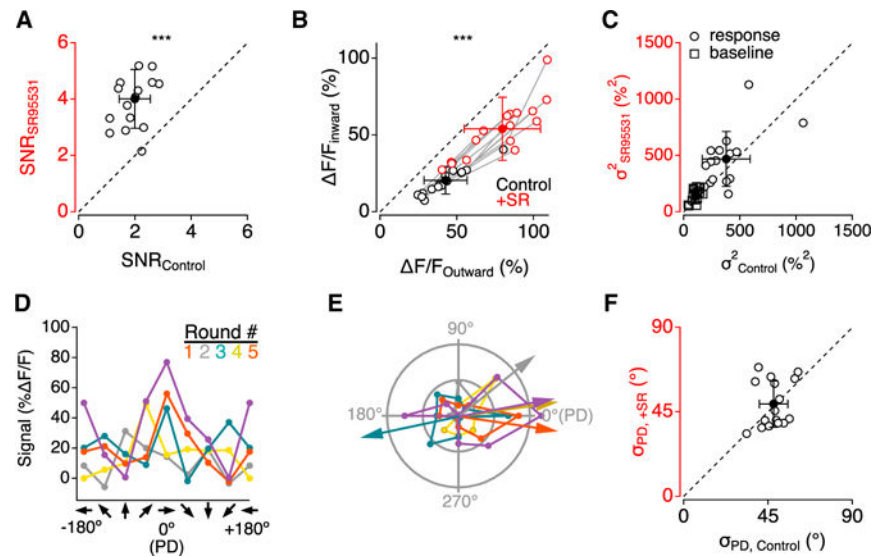 A
***
6
4
2
0
SNR_SR95531
0 2 4 6
SNR_Control
B
***
100
50
0
ΔF/F_inward (%)
Control
+SR
0 50 100
ΔF/F_Outward (%)
C
response
baseline
1500
1000
500
0
σ²_SR95531 (%²)
0 500 1000 1500
σ²_Control (%²)
D
100
80
60
40
20
0
Signal (%ΔF/F)
Round #
1 2 3 4 5
-180° 0° +180°
(PD)
E
90°
180° 0°(PD)
270°
F
90
45
0
σ_PD, +SR (°)
0 45 90
σ_PD, Control (°)